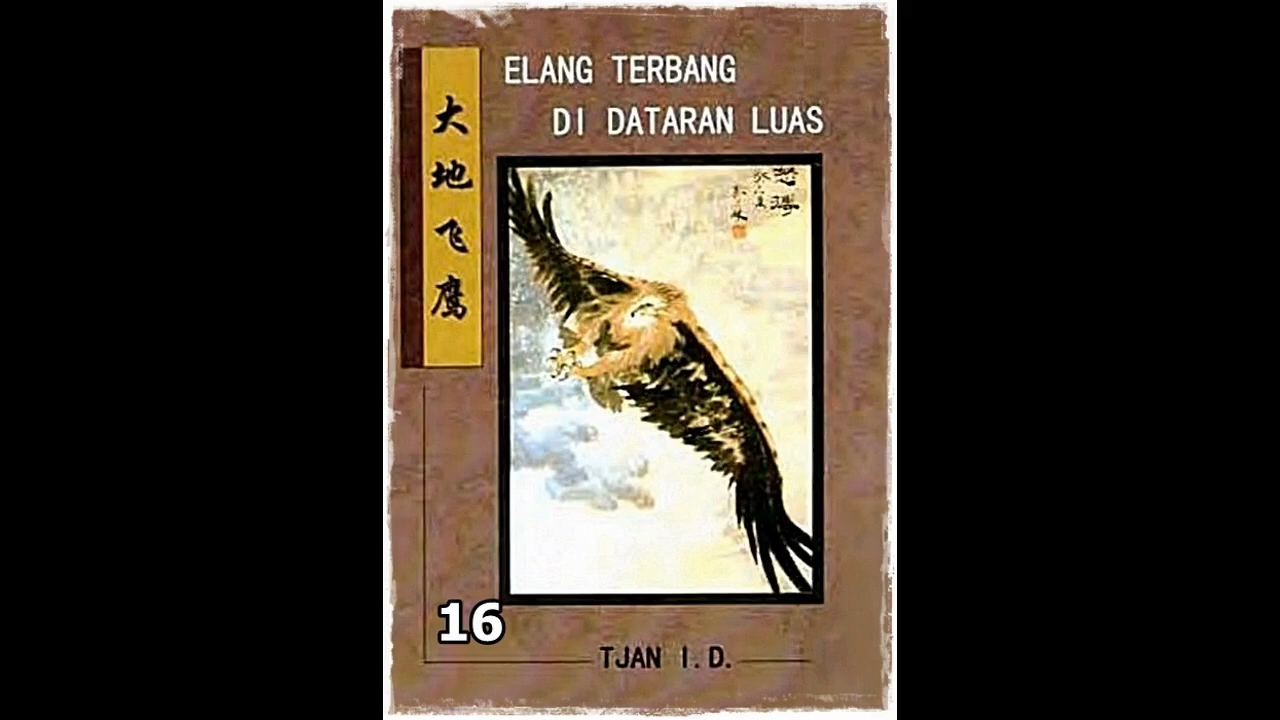 ELANG TERBANG
DI DATARAN LUAS
大地飞鹰
16
TJAN I.D.